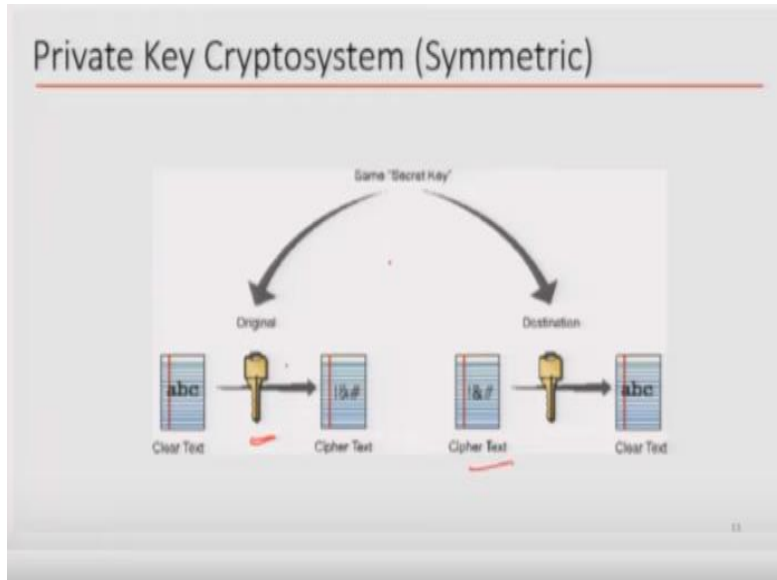 Private Key Cryptosystem (Symmetric)
Same "Secret Key"
Original
Destination
abc
!&#
!&#
abc
Clear Text
Cipher Text
Cipher Text
Clear Text
13